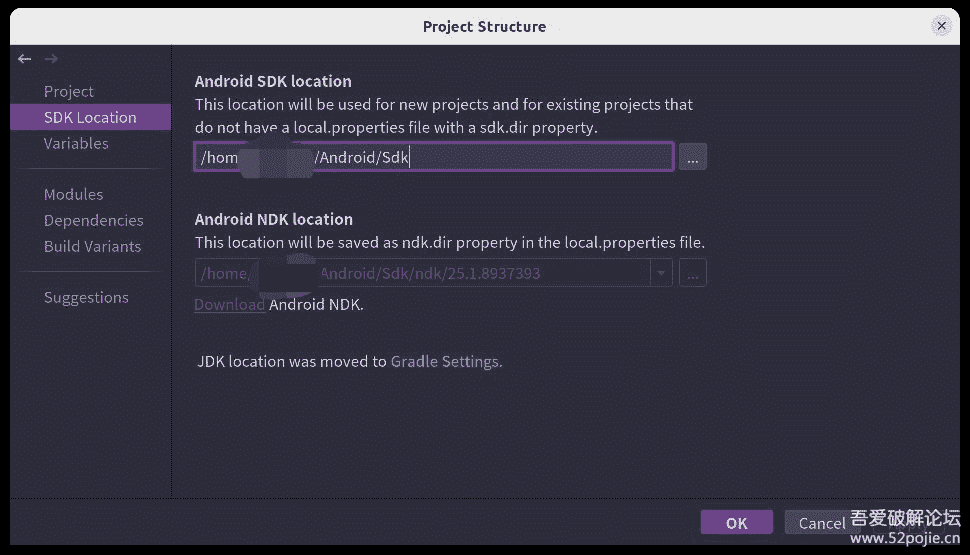 Project Structure
Project
SDK Location
Variables
Modules
Dependencies
Build Variants
Suggestions
Android SDK location
This location will be used for new projects and for existing projects that
do not have a local.properties file with a sdk.dir property.
/hom /Android/Sdk
...
Android NDK location
This location will be saved as ndk.dir property in the local.properties file.
/home/ Android/Sdk/ndk/25.1.8937393
...
Download Android NDK.
JDK location was moved to Gradle Settings.
OK
Cancel
吾爱破解论坛
www.52pojie.cn